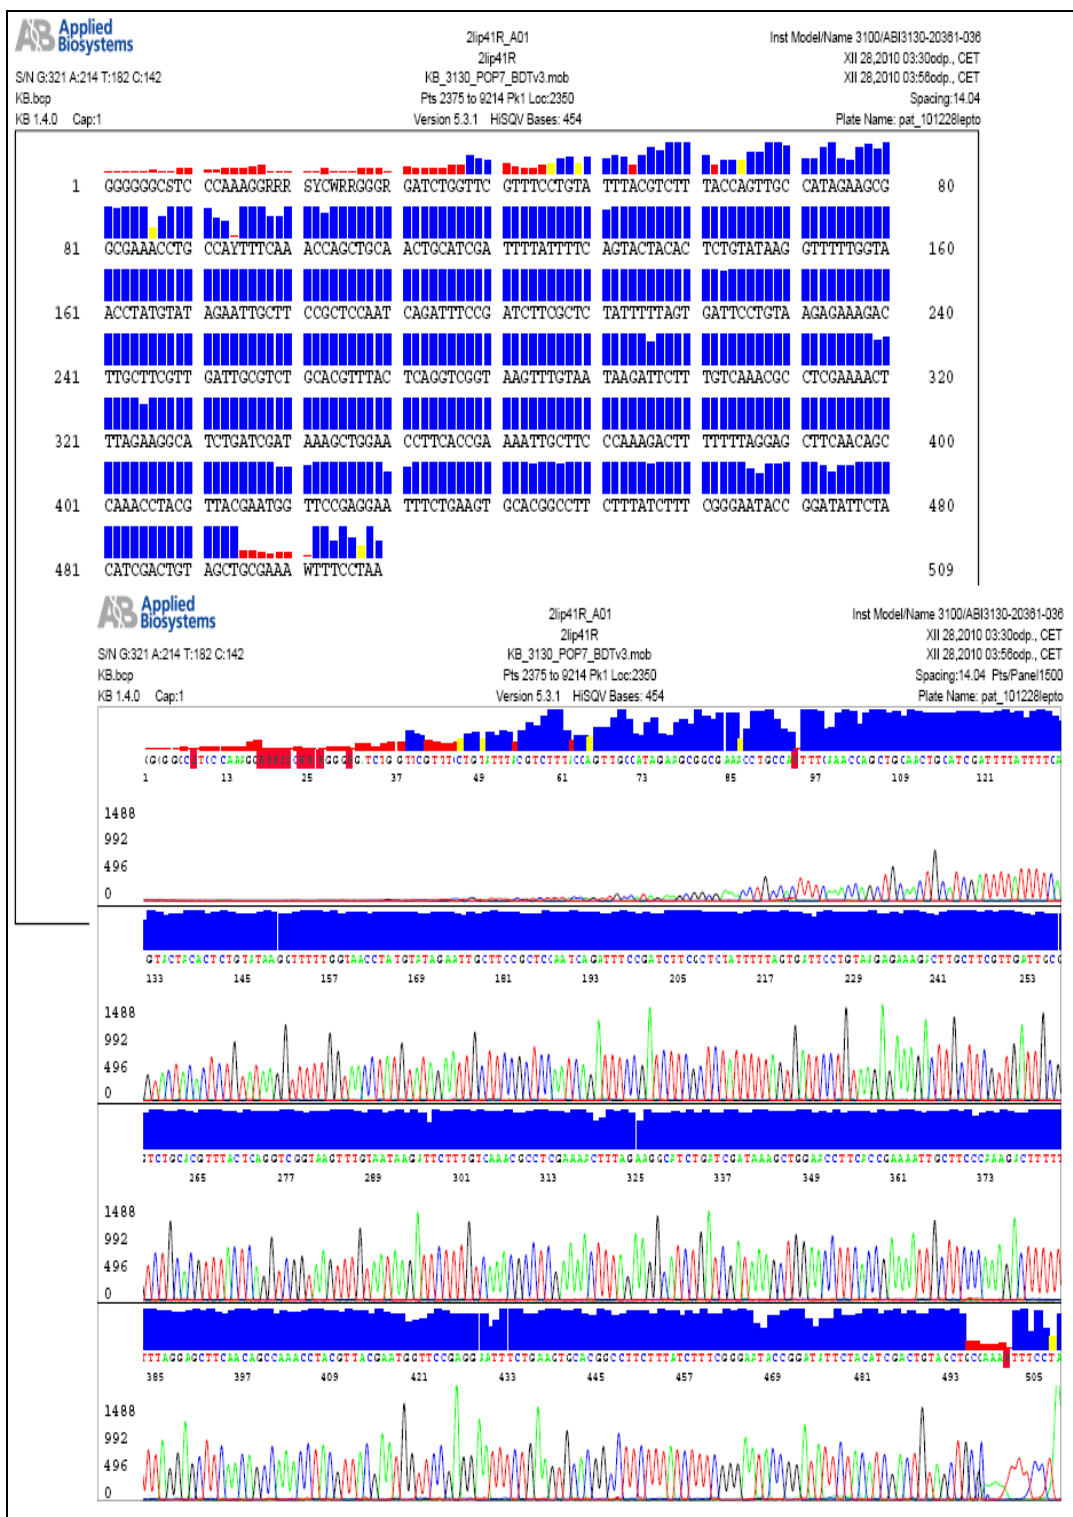 Applied Biosystems
2lip41R_A01
Inst Model/Name 3100/ABI3130-20361-036
2lip41R
XII 28,2010 03:30odp., CET
S/N G:321 A:214 T:182 C:142
KB_3130_POP7_BDTv3.mob
XII 28,2010 03:56odp., CET
KB.bcp
Pts 2375 to 9214 Pk1 Loc:2350
Spacing:14.04
KB 1.4.0 Cap:1
Version 5.3.1 HiSQV Bases: 454
Plate Name: pat_101228lepto
1 GGGGGGCSTC CCAAAGGRRR SYCWRRGGGR GATCTGGTTC GTTTCCTGTA TTTACGTCTT TACCAGTTGC CATAGAAGCG 80
81 GCGAAACCTG CCAYTTTCAA ACCAGCTGCA ACTGCATCGA TTTTATTTTC AGTACTACAC TCTGTATAAG GTTTTTGGTA 160
161 ACCTATGTAT AGAATTGCTT CCGCTCCAAT CAGATTTCCG ATCTTCGCTC TATTTTTAGT GATTCCTGTA AGAGAAAGAC 240
241 TTGCTTCGTT GATTGCGTCT GCACGTTTAC TCAGGTCGGT AAGTTTGTAA TAAGATTCTT TGTCAAACGC CTCGAAAACT 320
321 TTAGAAGGCA TCTGATCGAT AAAGCTGGAA CCTTCACCGA AAATTGCTTC CCAAAGACTT TTTTTAGGAG CTTCAACAGC 400
401 CAAACCTACG TTACGAATGG TTCCGAGGAA TTTCTGAAGT GCACGGCCTT CTTTATCTTT CGGGAATACC GGATATTCTA 480
481 CATCGACTGT AGCTGCGAAA WTTTCCTAA 509
Applied Biosystems
2lip41R_A01
Inst Model/Name 3100/ABI3130-20361-036
2lip41R
XII 28,2010 03:30odp., CET
S/N G:321 A:214 T:182 C:142
KB_3130_POP7_BDTv3.mob
XII 28,2010 03:56odp., CET
KB.bcp
Pts 2375 to 9214 Pk1 Loc:2350
Spacing:14.04 Pts/Panel1500
KB 1.4.0 Cap:1
Version 5.3.1 HiSQV Bases: 454
Plate Name: pat_101228lepto
1 13 25 37 49 61 73 85 97 109 121
1488
992
496
0
GTACTACACTCTGTATAAGGTTTTTGGTAACCTATGTATAGAATTGCTTCCGCTCCAATCAGATTTCCGATCTTCGCTCTATTTTTAGTGATTCCTGTAAGAGAAAGACTTGCTTCGTTGATTGCG
133 145 157 169 181 193 205 217 229 241 253
1488
992
496
0
GTCTGCACGTTTACTCAGGTCGGTAAGTTTGTAATAAGATTCTTTGTCAAACGCCTCGAAAACTTTAGAAGGCATCTGATCGATAAAGCTGGAACCTTCACCGAAAATTGCTTCCCAAAGACTTTTT
265 277 289 301 313 325 337 349 361 373
1488
992
496
0
TTTAGGAGCTTCAACAGCCAAACCTACGTTACGAATGGTTCCGAGGAATTTCTGAAGTGCACGGCCTTCTTTATCTTTCGGGAATACCGGATATTCTACATCGACTGTAGCTGCGAAAWTTTCCTA
385 397 409 421 433 445 457 469 481 493 505
1488
992
496
0